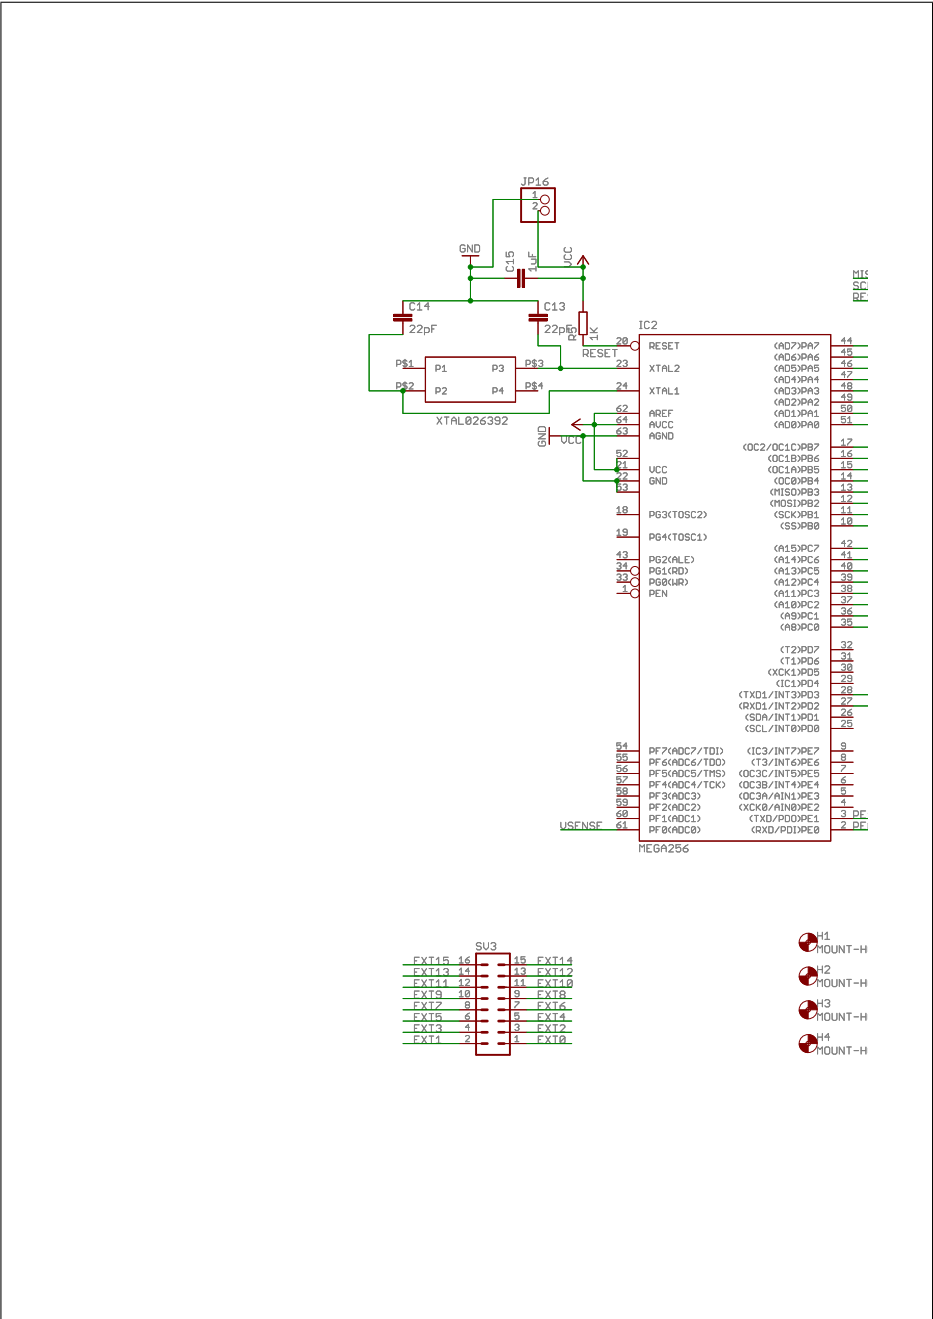 JP16
1
2
GND
C15
1uF
VCC
C14
22pF
C13
22pF
R5
1K
RESET
P$1
P1
P3
P$3
P$2
P2
P4
P$4
XTAL026392
GND
VCC
IC2
20 RESET (AD7)PA7 44
(AD6)PA6 45
23 XTAL2 (AD5)PA5 46
(AD4)PA4 47
24 XTAL1 (AD3)PA3 48
(AD2)PA2 49
62 AREF (AD1)PA1 50
64 AVCC (AD0)PA0 51
63 AGND
(OC2/OC1C)PB7 17
52 (OC1B)PB6 16
21 VCC (OC1A)PB5 15
22 GND (OC0)PB4 14
53 (MISO)PB3 13
(MOSI)PB2 12
18 PG3(TOSC2) (SCK)PB1 11
(SS)PB0 10
19 PG4(TOSC1)
(A15)PC7 42
43 PG2(ALE) (A14)PC6 41
34 PG1(RD) (A13)PC5 40
33 PG0(WR) (A12)PC4 39
1 PEN (A11)PC3 38
(A10)PC2 37
(A9)PC1 36
(A8)PC0 35
(T2)PD7 32
(T1)PD6 31
(XCK1)PD5 30
(IC1)PD4 29
(TXD1/INT3)PD3 28
(RXD1/INT2)PD2 27
(SDA/INT1)PD1 26
(SCL/INT0)PD0 25
54 PF7(ADC7/TDI) (IC3/INT7)PE7 9
55 PF6(ADC6/TDO) (T3/INT6)PE6 8
56 PF5(ADC5/TMS) (OC3C/INT5)PE5 7
57 PF4(ADC4/TCK) (OC3B/INT4)PE4 6
58 PF3(ADC3) (OC3A/AIN1)PE3 5
59 PF2(ADC2) (XCK0/AIN0)PE2 4
60 PF1(ADC1) (TXD/PDO)PE1 3 PE
VSENSE 61 PF0(ADC0) (RXD/PDI)PE0 2 PE
MEGA256
SV3
EXT15 16 15 EXT14
EXT13 14 13 EXT12
EXT11 12 11 EXT10
EXT9 10 9 EXT8
EXT7 8 7 EXT6
EXT5 6 5 EXT4
EXT3 4 3 EXT2
EXT1 2 1 EXT0
H1
MOUNT-H
H2
MOUNT-H
H3
MOUNT-H
H4
MOUNT-H